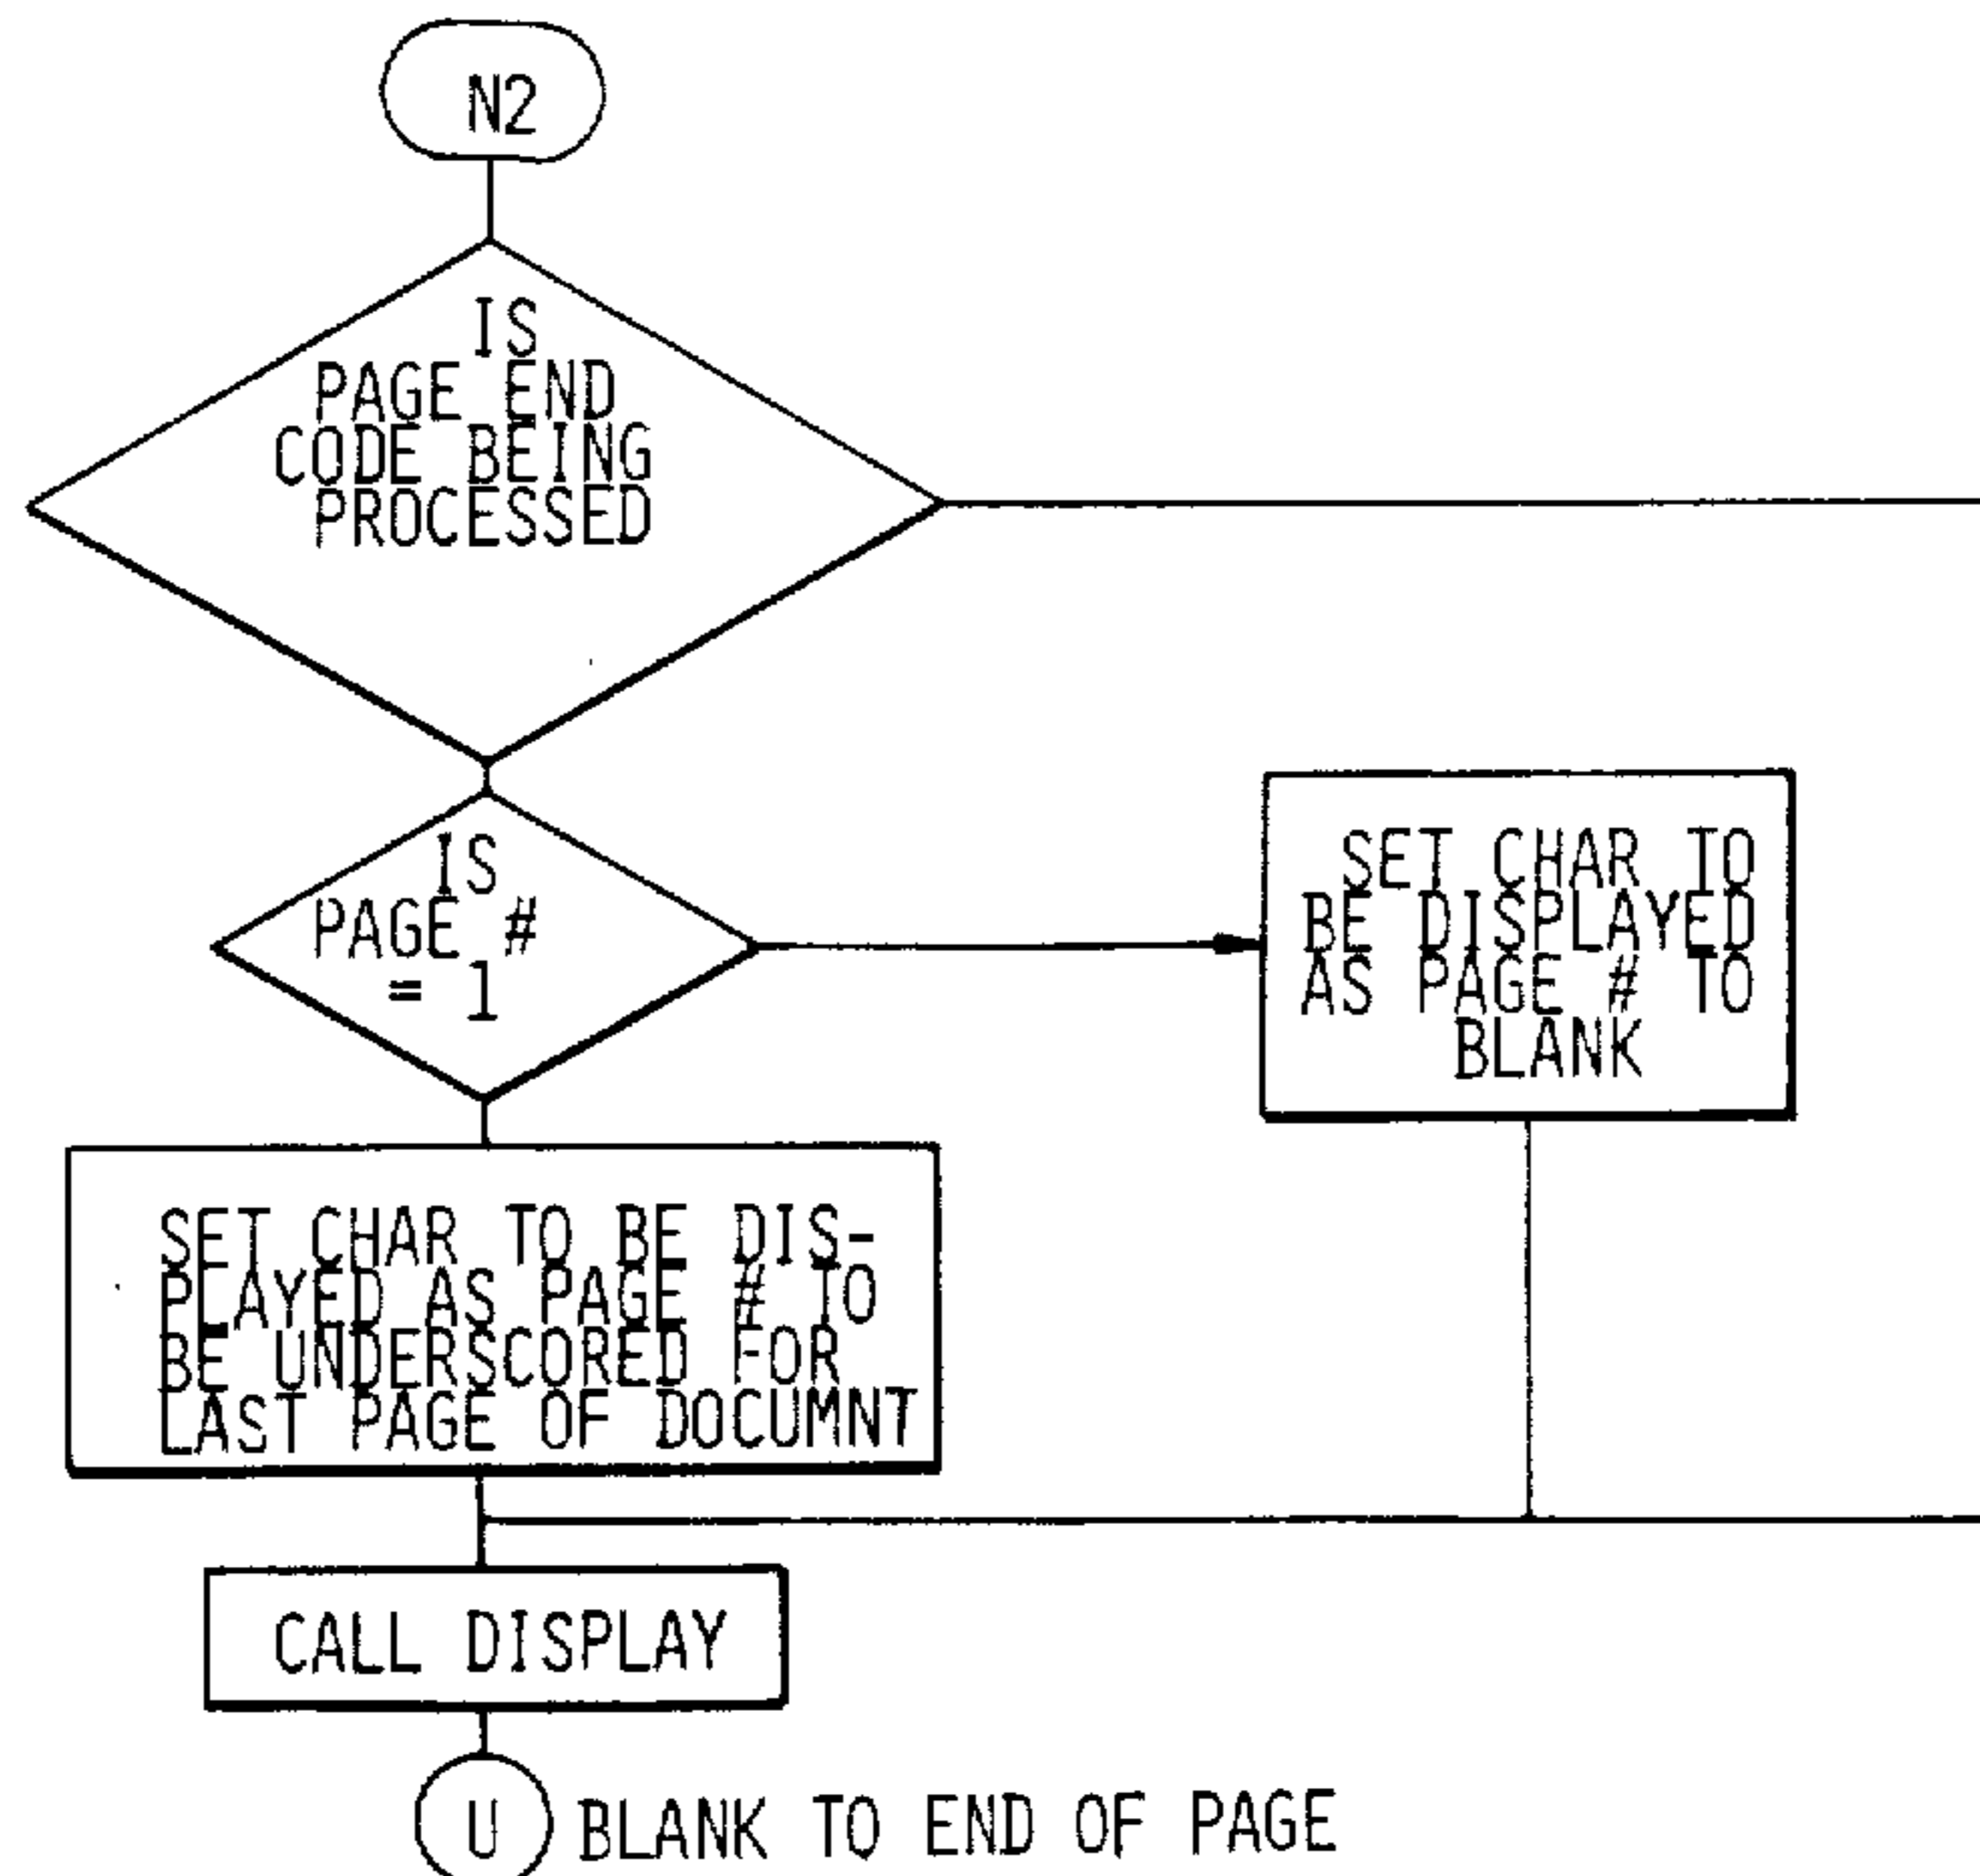 N2
IS
PAGE END
CODE BEING
PROCESSED
IS
PAGE #
= 1
SET CHAR TO
BE DISPLAYED
AS PAGE # TO
BLANK
SET CHAR TO BE DIS-
PLAYED AS PAGE # TO
BE UNDERSCORED FOR
LAST PAGE OF DOCUMNT
CALL DISPLAY
U BLANK TO END OF PAGE